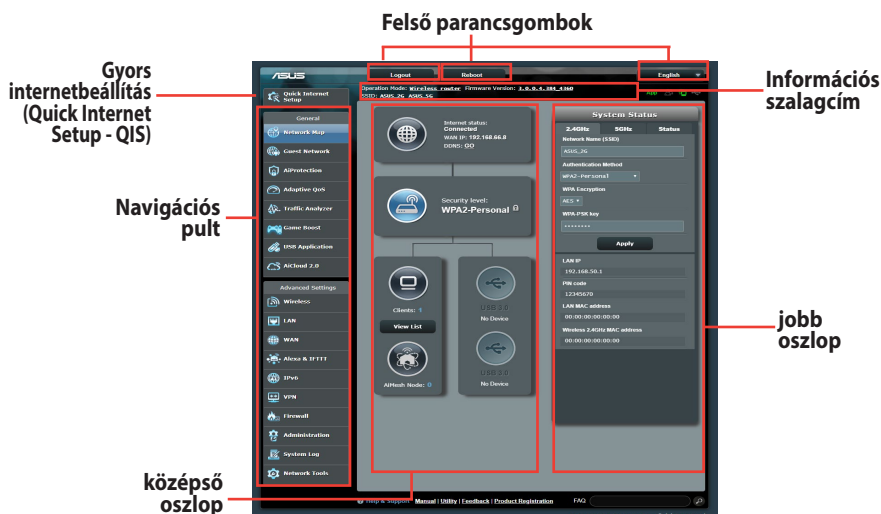 Felső parancsgombok
Gyors
internetbeállítás
(Quick Internet
Setup - QIS)
Információs
szalagcím
Navigációs
pult
jobb
oszlop
középső
oszlop
ASUS
Logout
Reboot
English
Operation Mode: Wireless router Firmware Version: 3.0.0.4.384_4360
SSID: ASUS_2G ASUS_5G
App
Quick Internet
Setup
General
Network Map
Guest Network
AiProtection
Adaptive QoS
Traffic Analyzer
Game Boost
USB Application
AiCloud 2.0
Advanced Settings
Wireless
LAN
WAN
Alexa & IFTTT
IPv6
VPN
Firewall
Administration
System Log
Network Tools
Internet status:
Connected
WAN IP: 192.168.66.8
DDNS: GO
Security level:
WPA2-Personal
Clients: 1
View List
AiMesh Node: 0
USB 3.0
No Device
USB 3.0
No Device
System Status
2.4GHz 5GHz Status
Network Name (SSID)
ASUS_2G
Authentication Method
WPA2-Personal
WPA Encryption
AES
WPA-PSK key
••••••••
Apply
LAN IP
192.168.50.1
PIN code
12345670
LAN MAC address
00:00:00:00:00:00
Wireless 2.4GHz MAC address
00:00:00:00:00:00
Help & Support Manual | Utility | Feedback | Product Registration FAQ